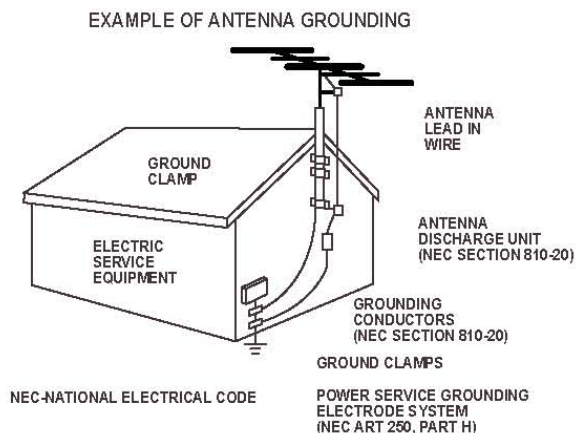 EXAMPLE OF ANTENNA GROUNDING
ANTENNA
LEAD IN
WIRE
GROUND
CLAMP
ANTENNA
DISCHARGE UNIT
(NEC SECTION 810-20)
ELECTRIC
SERVICE
EQUIPMENT
GROUNDING
CONDUCTORS
(NEC SECTION 810-20)
GROUND CLAMPS
NEC-NATIONAL ELECTRICAL CODE
POWER SERVICE GROUNDING
ELECTRODE SYSTEM
(NEC ART 250, PART H)